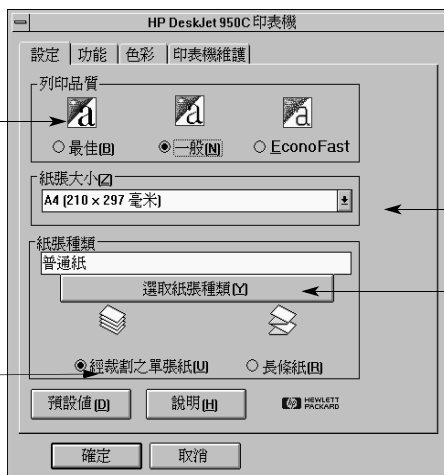 HP DeskJet 950C 印表機
設定 功能 色彩 印表機維護
列印品質
最佳(B) 一般(N) EconoFast
紙張大小(Z)
A4 (210 x 297 毫米)
紙張種類
普通紙
選取紙張種類(Y)
經裁割之單張紙(U) 長條紙(R)
預設值(D) 說明(H) hp HEWLETT
PACKARD
確定 取消